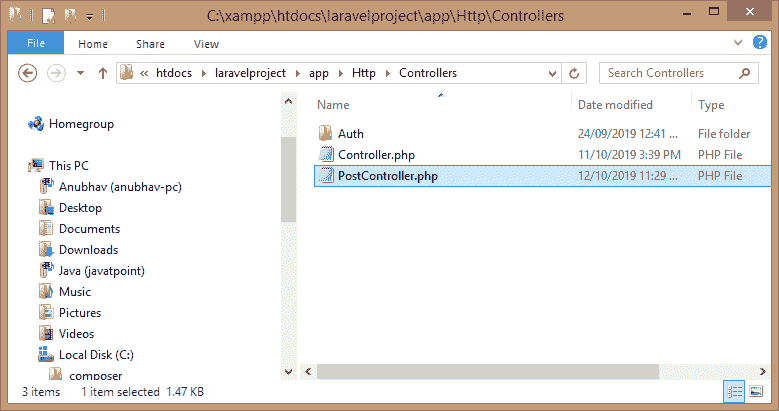 C:\xampp\htdocs\laravelproject\app\Http\Controllers
File Home Share View
« htdocs laravelproject app Http Controllers Search Controllers
Name Date modified Type
Homegroup
This PC
Anubhav (anubhav-pc)
Desktop
Documents
Downloads
Java (javatpoint)
Music
Pictures
Videos
Local Disk (C:)
composer
Auth 24/09/2019 12:41 ... File folder
Controller.php 11/10/2019 3:39 PM PHP File
PostController.php 12/10/2019 11:29 ... PHP File
3 items 1 item selected 1.47 KB